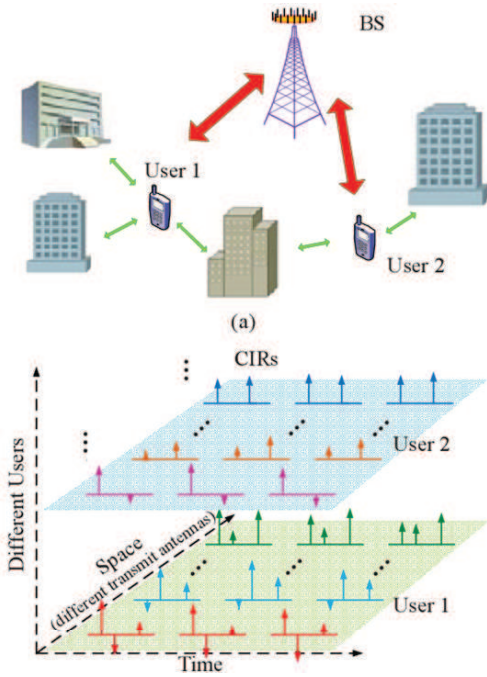 BS
User 1
User 2
(a)
CIRs
Different Users
User 2
Space
(different transmit antennas)
User 1
Time